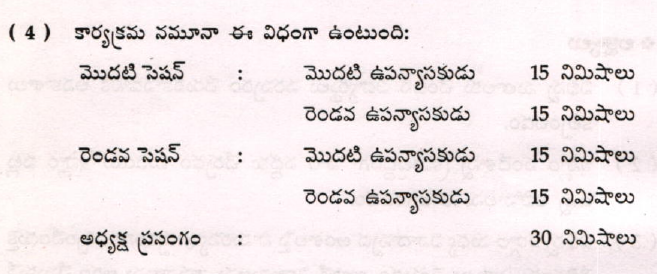 ( 4 ) కార్యక్రమ నమూనా ఈ విధంగా ఉంటుంది:
మొదటి సెషన్ : మొదటి ఉపన్యాసకుడు 15 నిమిషాలు
రెండవ ఉపన్యాసకుడు 15 నిమిషాలు
రెండవ సెషన్ : మొదటి ఉపన్యాసకుడు 15 నిమిషాలు
రెండవ ఉపన్యాసకుడు 15 నిమిషాలు
అధ్యక్ష ప్రసంగం : 30 నిమిషాలు